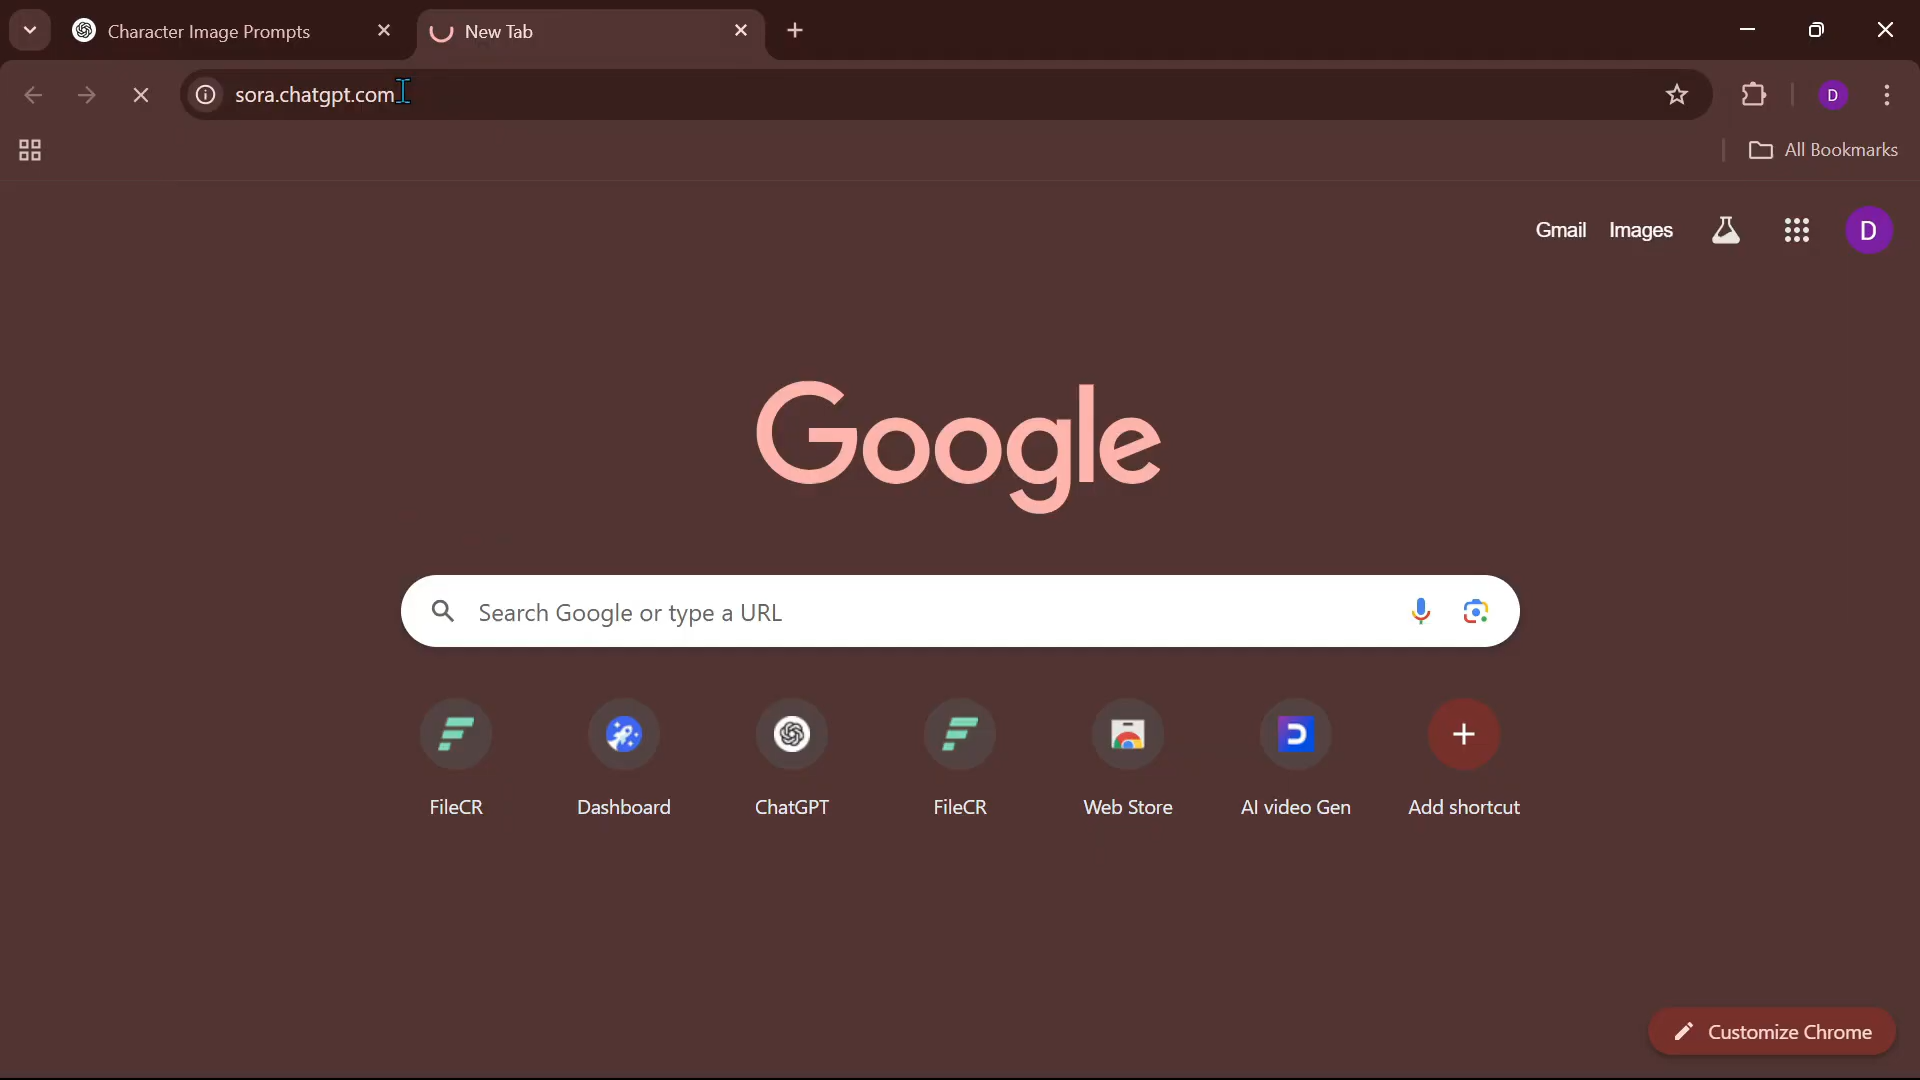 Character Image Prompts
New Tab
sora.chatgpt.com
All Bookmarks
Gmail Images
D
D
Google
Search Google or type a URL
FileCR Dashboard ChatGPT FileCR Web Store AI video Gen Add shortcut
Customize Chrome